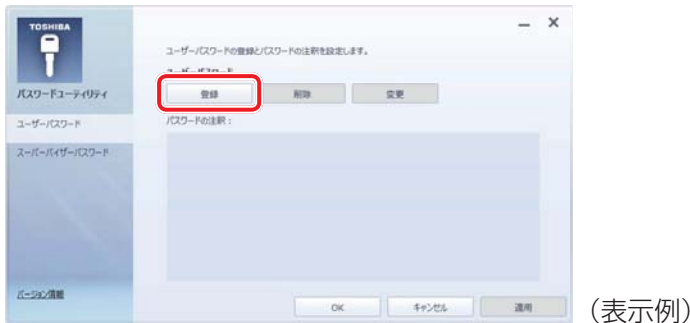 TOSHIBA
パスワードユーティリティ
ユーザーパスワード
スーパーバイザーパスワード
バージョン情報
ユーザーパスワードの登録とパスワードの注釈を設定します。
ユーザーパスワード
登録
削除
変更
パスワードの注釈：
OK
キャンセル
適用
（表示例）